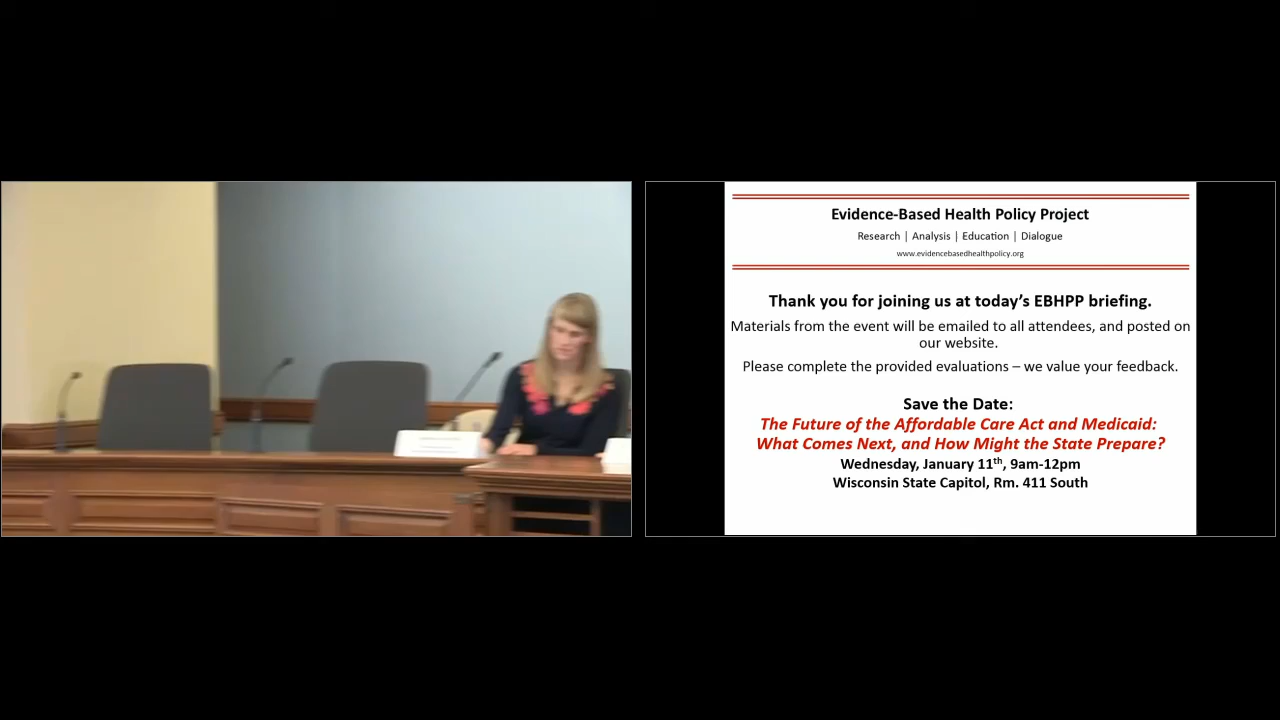 Evidence-Based Health Policy Project
Research | Analysis | Education | Dialogue
www.evidencebasedhealthpolicy.org
Thank you for joining us at today’s EBHPP briefing.
Materials from the event will be emailed to all attendees, and posted on
our website.
Please complete the provided evaluations – we value your feedback.
Save the Date:
The Future of the Affordable Care Act and Medicaid:
What Comes Next, and How Might the State Prepare?
Wednesday, January 11th, 9am-12pm
Wisconsin State Capitol, Rm. 411 South